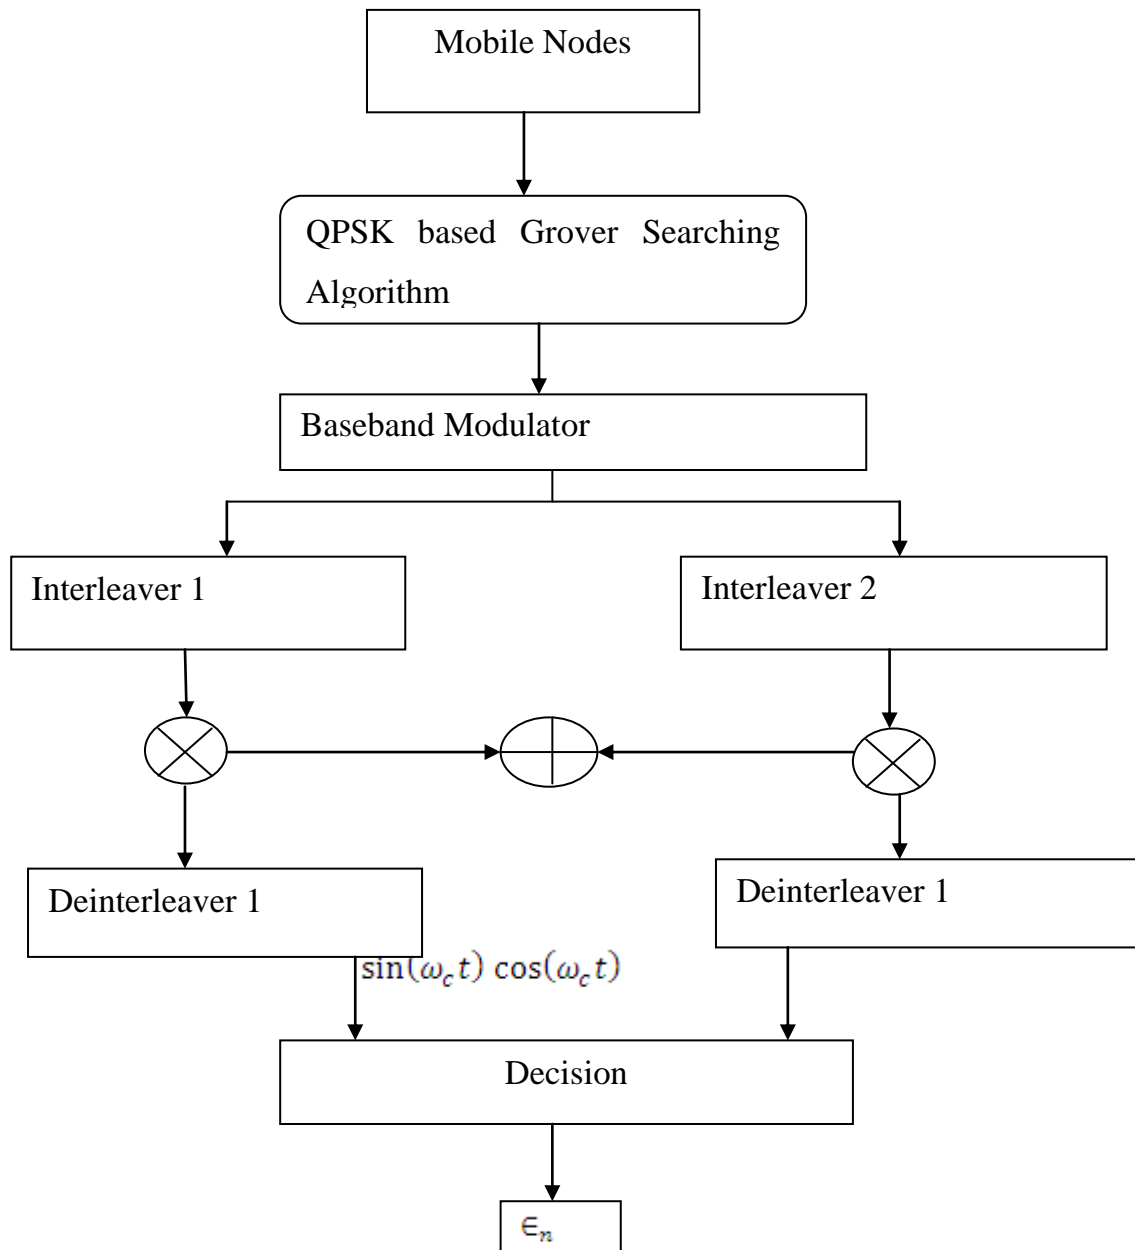 Mobile Nodes
QPSK based Grover Searching
Algorithm
Baseband Modulator
Interleaver 1
Interleaver 2
Deinterleaver 1
Deinterleaver 1
sin(ω_c t) cos(ω_c t)
Decision
∈_n